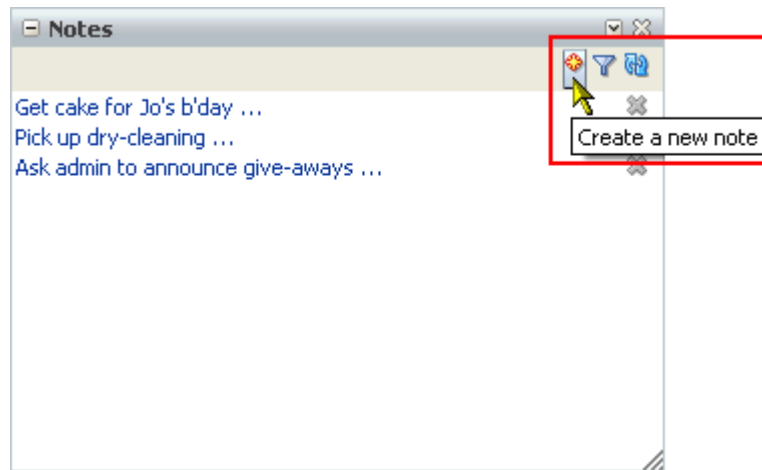 Notes
Get cake for Jo's b'day ...
Pick up dry-cleaning ...
Create a new note
Ask admin to announce give-aways ...